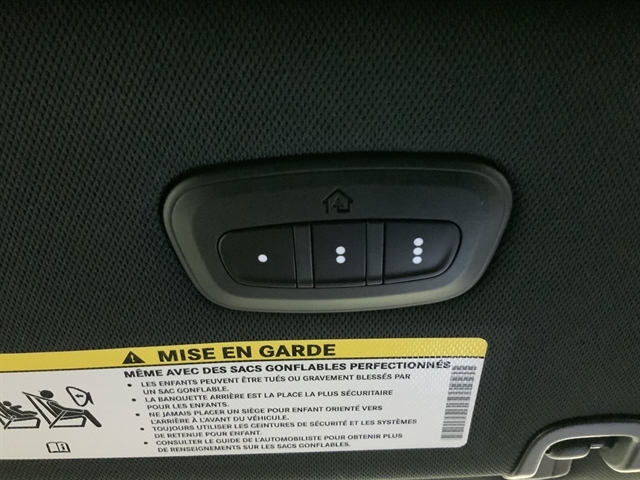 MISE EN GARDE
MÊME AVEC DES SACS GONFLABLES PERFECTIONNÉS
• LES ENFANTS PEUVENT ÊTRE TUÉS OU GRAVEMENT BLESSÉS PAR
UN SAC GONFLABLE.
• LA BANQUETTE ARRIÈRE EST LA PLACE LA PLUS SÉCURITAIRE
POUR LES ENFANTS.
• NE JAMAIS PLACER UN SIÈGE POUR ENFANT ORIENTÉ VERS
L'ARRIÈRE À L'AVANT DU VÉHICULE.
• TOUJOURS UTILISER LES CEINTURES DE SÉCURITÉ ET LES SYSTÈMES
DE RETENUE POUR ENFANT.
• CONSULTER LE GUIDE DE L'AUTOMOBILISTE POUR OBTENIR PLUS
DE RENSEIGNEMENTS SUR LES SACS GONFLABLES.